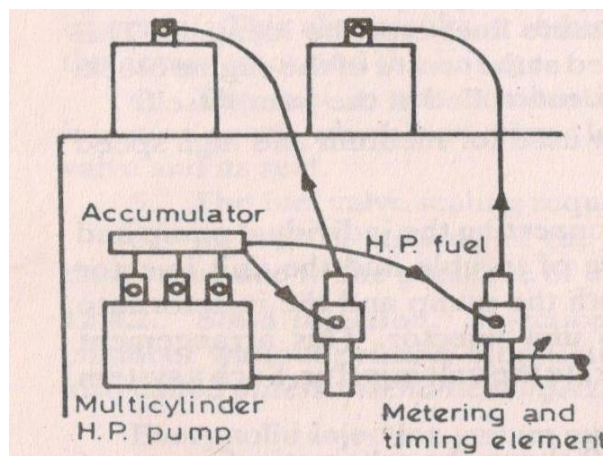 Accumulator
H.P. fuel
Multicylinder
H.P. pump
Metering and
timing element